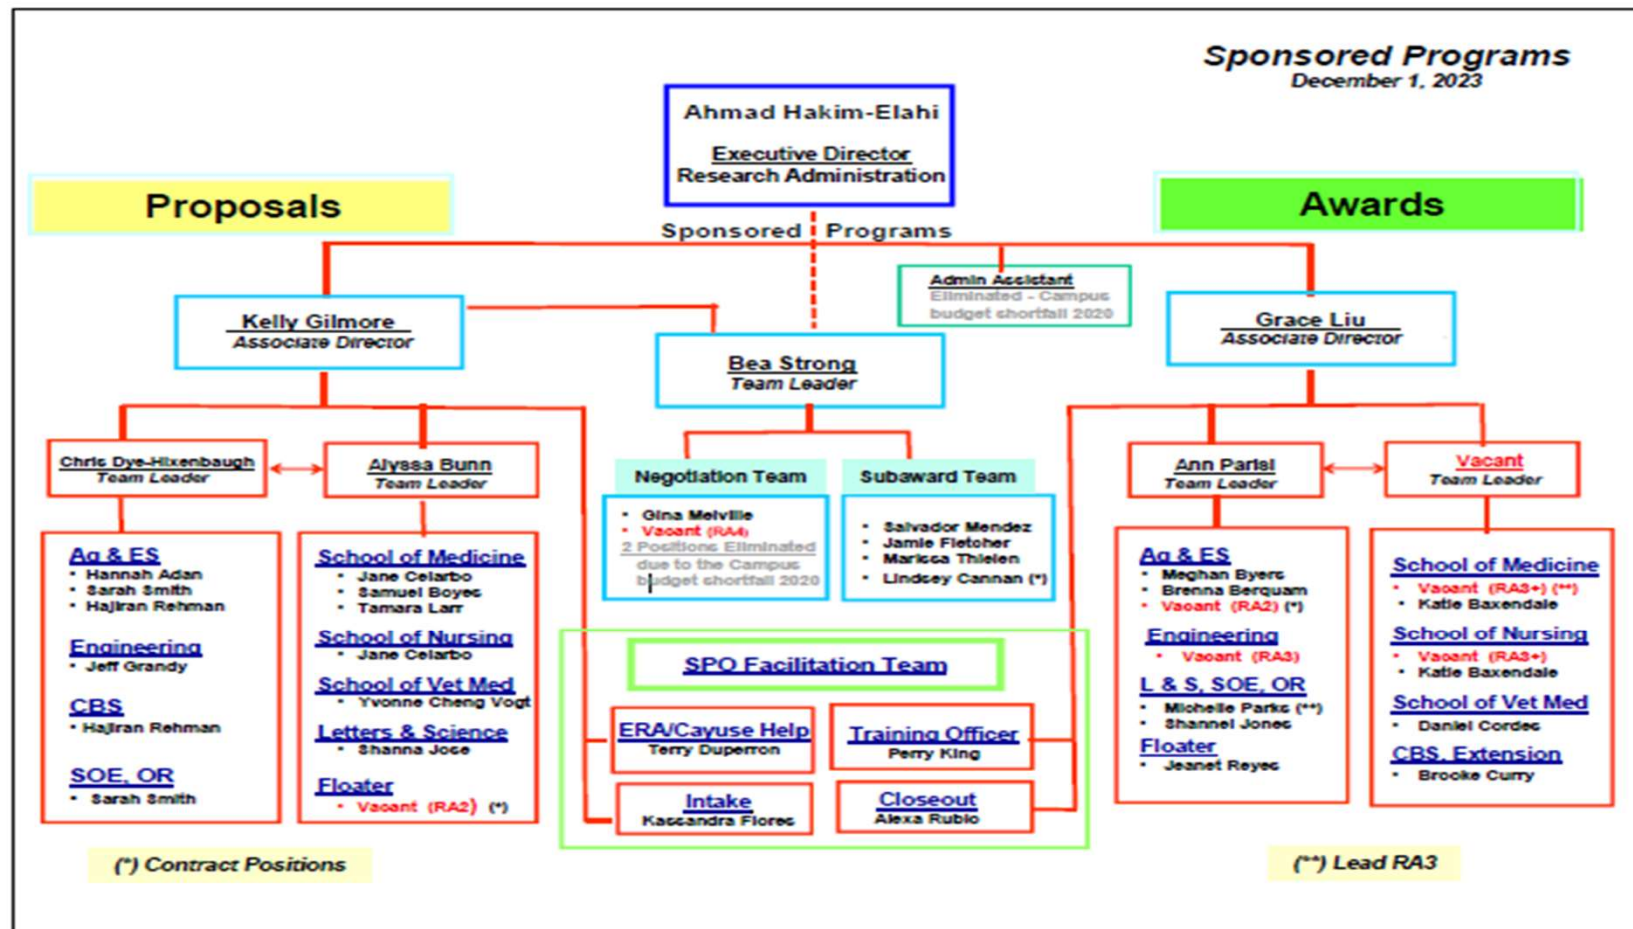 Sponsored Programs
December 1, 2023
Ahmad Hakim-Elahi
Executive Director
Research Administration
Proposals
Awards
Sponsored Programs
Admin Assistant
Eliminated - Campus
budget shortfall 2020
Kelly Gilmore
Associate Director
Bea Strong
Team Leader
Grace Liu
Associate Director
Chris Dye-Hixenbaugh
Team Leader
Alyssa Bunn
Team Leader
Negotiation Team
Gina Melville
Vacant (RA4)
2 Positions Eliminated
due to the Campus
budget shortfall 2020
Subaward Team
Salvador Mendez
Jamie Fletcher
Marissa Thielen
Lindsey Cannan (*)
Ann Parisi
Team Leader
Vacant
Team Leader
Ag & ES
Hannah Adan
Sarah Smith
Hajiran Rehman
Engineering
Jeff Grandy
CBS
Hajiran Rehman
SOE, OR
Sarah Smith
School of Medicine
Jane Celarbo
Samuel Boyes
Tamara Larr
School of Nursing
Jane Celarbo
School of Vet Med
Yvonne Cheng Vogt
Letters & Science
Shanna Jose
Floater
Vacant (RA2) (*)
SPO Facilitation Team
ERA/Cayuse Help
Terry Duperron
Training Officer
Perry King
Intake
Kassandra Flores
Closeout
Alexa Rubio
Ag & ES
Meghan Byers
Brenna Berquam
Vacant (RA2) (*)
Engineering
Vacant (RA3)
L & S, SOE, OR
Michelle Parks (**)
Shannel Jones
Floater
Jeanet Reyes
School of Medicine
Vacant (RA3+) (**)
Katie Baxendale
School of Nursing
Vacant (RA3+)
Katie Baxendale
School of Vet Med
Daniel Cordes
CBS, Extension
Brooke Curry
(*) Contract Positions
(**) Lead RA3